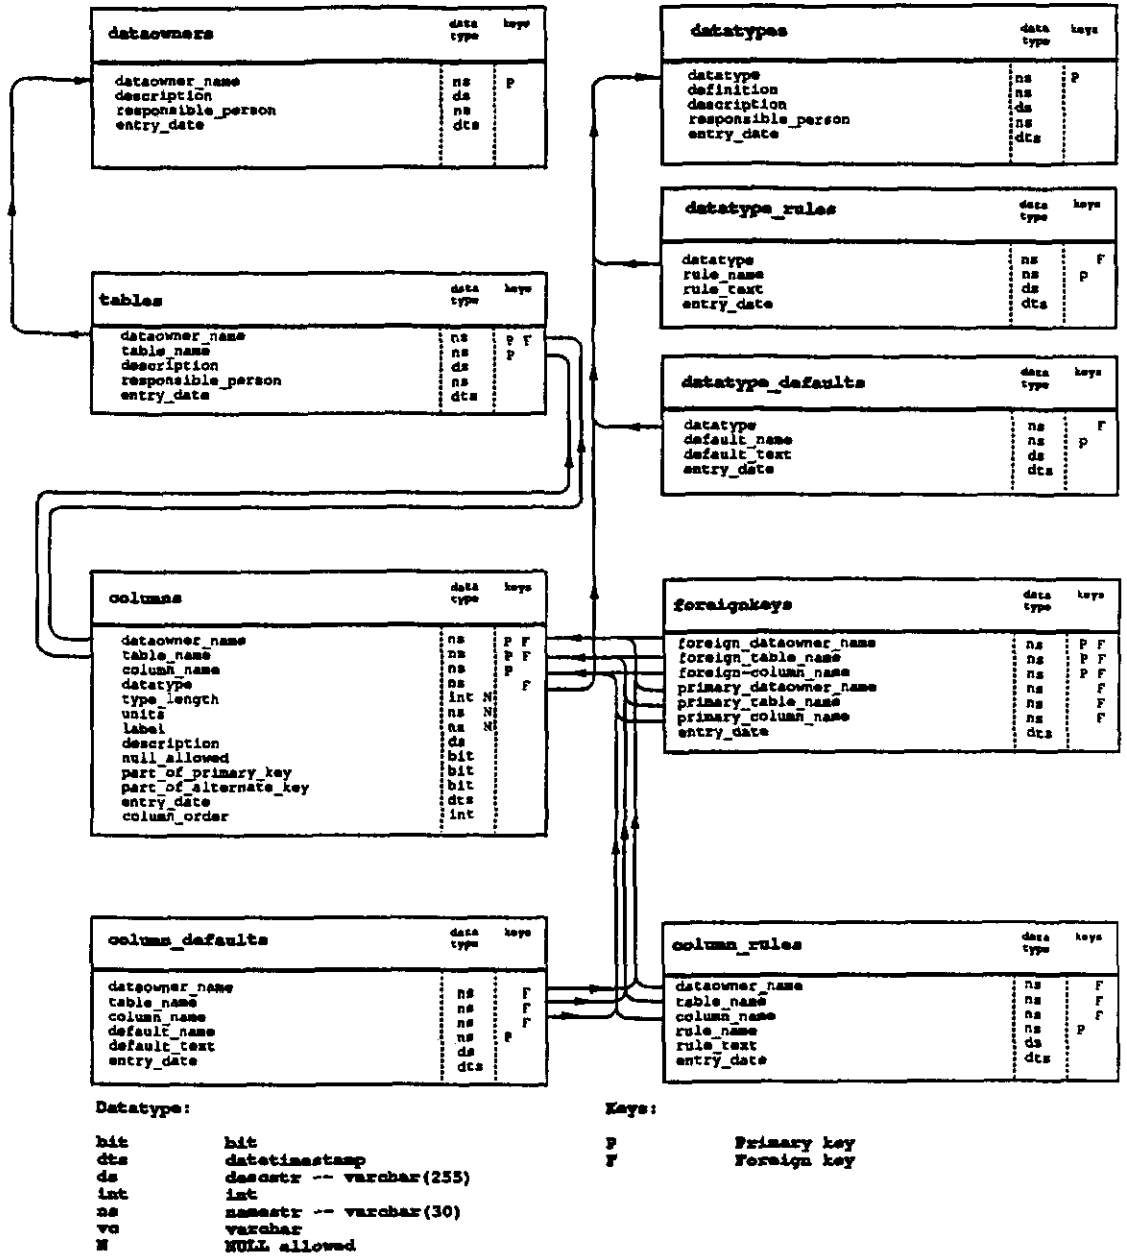 dataowners data type keys
dataowner_name ns P
description ds
responsible_person ns
entry_date dts
datatypes data type keys
datatype ns P
definition ns
description ds
responsible_person ns
entry_date dts
datatype_rules data type keys
datatype ns F
rule_name ns P
rule_text ds
entry_date dts
tables data type keys
dataowner_name ns P F
table_name ns P
description ds
responsible_person ns
entry_date dts
datatype_defaults data type keys
datatype ns F
default_name ns P
default_text ds
entry_date dts
columns data type keys
dataowner_name ns P F
table_name ns P F
column_name ns P
datatype ns F
type_length int N
units ns N
label ns N
description ds
null_allowed bit
part_of_primary_key bit
part_of_alternate_key bit
entry_date dts
column_order int
foreignkeys data type keys
foreign_dataowner_name ns P F
foreign_table_name ns P F
foreign-column_name ns P F
primary_dataowner_name ns F
primary_table_name ns F
primary_column_name ns F
entry_date dts
column_defaults data type keys
dataowner_name ns F
table_name ns F
column_name ns F
default_name ns P
default_text ds
entry_date dts
column_rules data type keys
dataowner_name ns F
table_name ns F
column_name ns F
rule_name ns P
rule_text ds
entry_date dts
Datatype:
bit bit
dts datetimestamp
ds descstr -- varchar(255)
int int
ns namestr -- varchar(30)
vc varchar
N NULL allowed
Keys:
P Primary key
F Foreign key